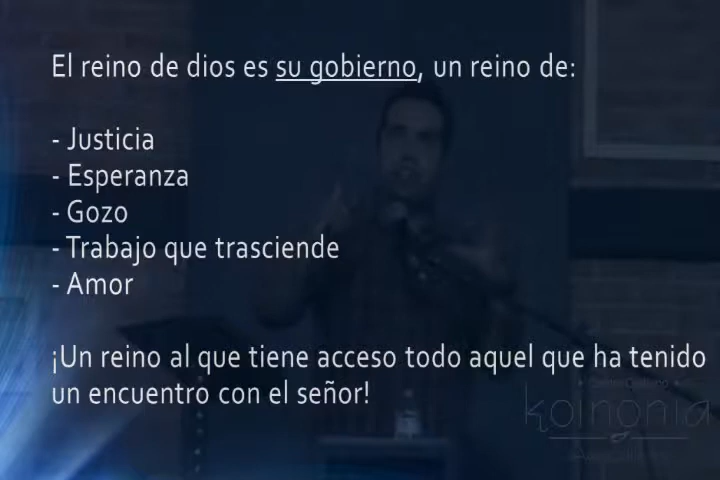 El reino de dios es su gobierno, un reino de:
- Justicia
- Esperanza
- Gozo
- Trabajo que trasciende
- Amor
¡Un reino al que tiene acceso todo aquel que ha tenido
un encuentro con el señor!
koinonia